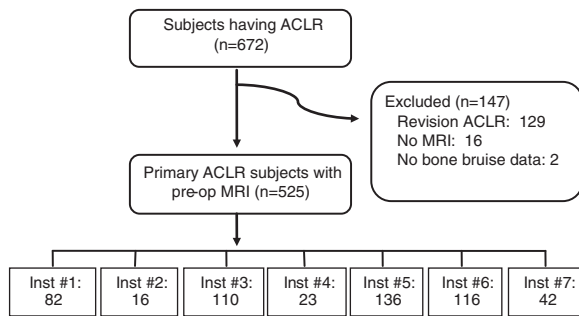 Subjects having ACLR
(n=672)
Excluded (n=147)
Revision ACLR: 129
No MRI: 16
No bone bruise data: 2
Primary ACLR subjects with
pre-op MRI (n=525)
Inst #1:
82
Inst #2:
16
Inst #3:
110
Inst #4:
23
Inst #5:
136
Inst #6:
116
Inst #7:
42